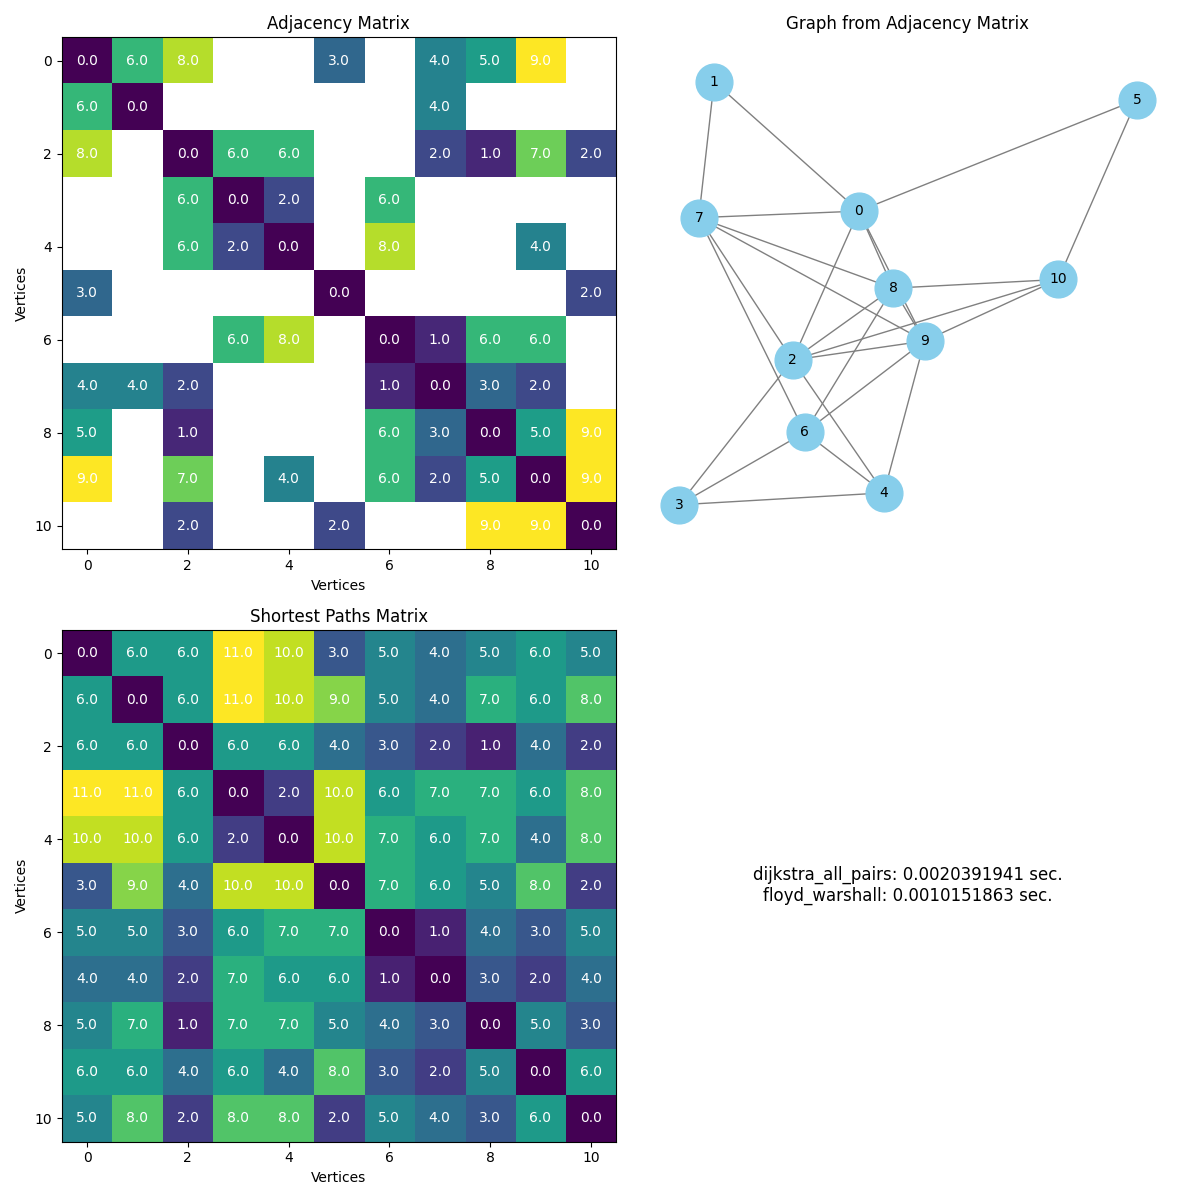 Adjacency Matrix
0 0.0 6.0 8.0 3.0 4.0 5.0 9.0
6.0 0.0 4.0
2 8.0 0.0 6.0 6.0 2.0 1.0 7.0 2.0
6.0 0.0 2.0 6.0
4 6.0 2.0 0.0 8.0 4.0
3.0 0.0 2.0
6 6.0 8.0 0.0 1.0 6.0 6.0
4.0 4.0 2.0 1.0 0.0 3.0 2.0
8 5.0 1.0 6.0 3.0 0.0 5.0 9.0
9.0 7.0 4.0 6.0 2.0 5.0 0.0 9.0
10 2.0 2.0 9.0 9.0 0.0
0 2 4 6 8 10
Vertices
Vertices
Graph from Adjacency Matrix
1
5
0
7
10
8
9
2
6
4
3
Shortest Paths Matrix
0 0.0 6.0 6.0 11.0 10.0 3.0 5.0 4.0 5.0 6.0 5.0
6.0 0.0 6.0 11.0 10.0 9.0 5.0 4.0 7.0 6.0 8.0
2 6.0 6.0 0.0 6.0 6.0 4.0 3.0 2.0 1.0 4.0 2.0
11.0 11.0 6.0 0.0 2.0 10.0 6.0 7.0 7.0 6.0 8.0
4 10.0 10.0 6.0 2.0 0.0 10.0 7.0 6.0 7.0 4.0 8.0
3.0 9.0 4.0 10.0 10.0 0.0 7.0 6.0 5.0 8.0 2.0
6 5.0 5.0 3.0 6.0 7.0 7.0 0.0 1.0 4.0 3.0 5.0
4.0 4.0 2.0 7.0 6.0 6.0 1.0 0.0 3.0 2.0 4.0
8 5.0 7.0 1.0 7.0 7.0 5.0 4.0 3.0 0.0 5.0 3.0
6.0 6.0 4.0 6.0 4.0 8.0 3.0 2.0 5.0 0.0 6.0
10 5.0 8.0 2.0 8.0 8.0 2.0 5.0 4.0 3.0 6.0 0.0
0 2 4 6 8 10
Vertices
Vertices
dijkstra_all_pairs: 0.0020391941 sec.
floyd_warshall: 0.0010151863 sec.